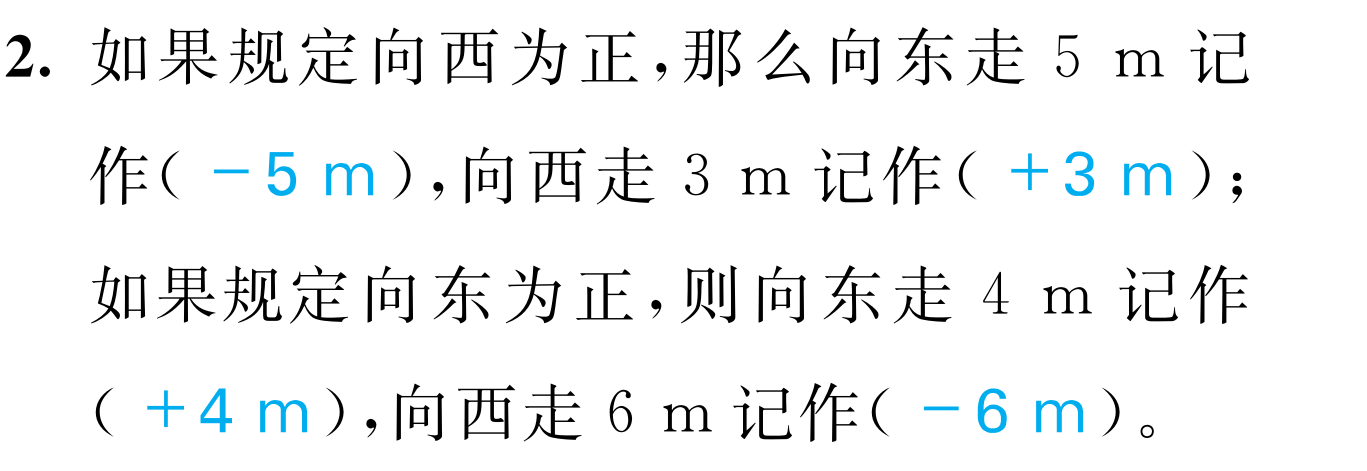 2. 如果规定向西为正,那么向东走 5 m 记
作( -5 m ),向西走 3 m 记作( +3 m );
如果规定向东为正,则向东走 4 m 记作
( +4 m ),向西走 6 m 记作( -6 m )。